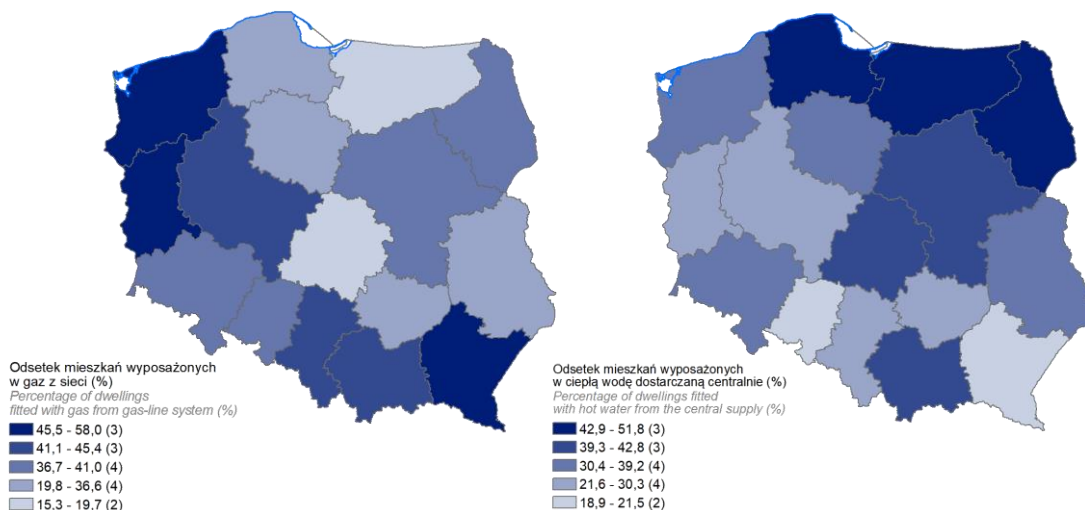 Odsetek mieszkań wyposażonych
w gaz z sieci (%)
Percentage of dwellings
fitted with gas from gas-line system (%)
45,5 - 58,0 (3)
41,1 - 45,4 (3)
36,7 - 41,0 (4)
19,8 - 36,6 (4)
15,3 - 19,7 (2)
Odsetek mieszkań wyposażonych
w ciepłą wodę dostarczaną centralnie (%)
Percentage of dwellings fitted
with hot water from the central supply (%)
42,9 - 51,8 (3)
39,3 - 42,8 (3)
30,4 - 39,2 (4)
21,6 - 30,3 (4)
18,9 - 21,5 (2)